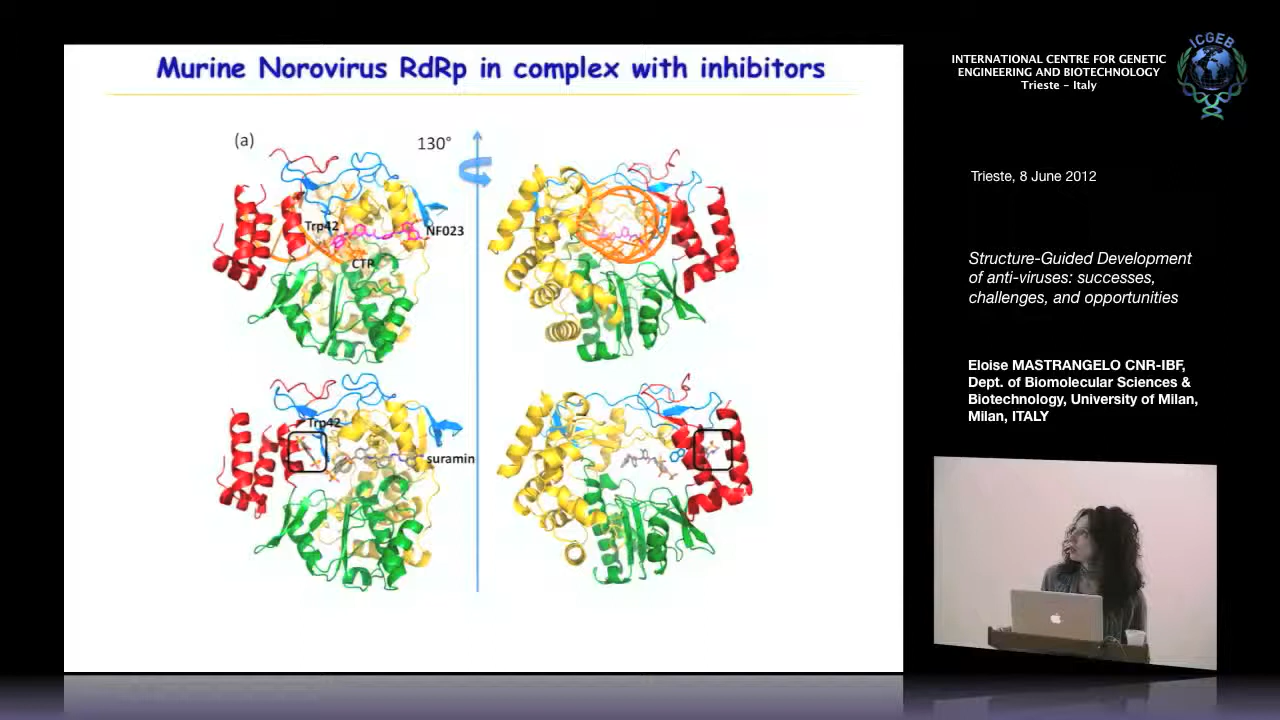 Murine Norovirus RdRp in complex with inhibitors
(a)
130°
Trp42
NF023
CTP
Trp42
suramin
INTERNATIONAL CENTRE FOR GENETIC
ENGINEERING AND BIOTECHNOLOGY
Trieste - Italy
ICGEB
Trieste, 8 June 2012
Structure-Guided Development
of anti-viruses: successes,
challenges, and opportunities
Eloise MASTRANGELO CNR-IBF,
Dept. of Biomolecular Sciences &
Biotechnology, University of Milan,
Milan, ITALY